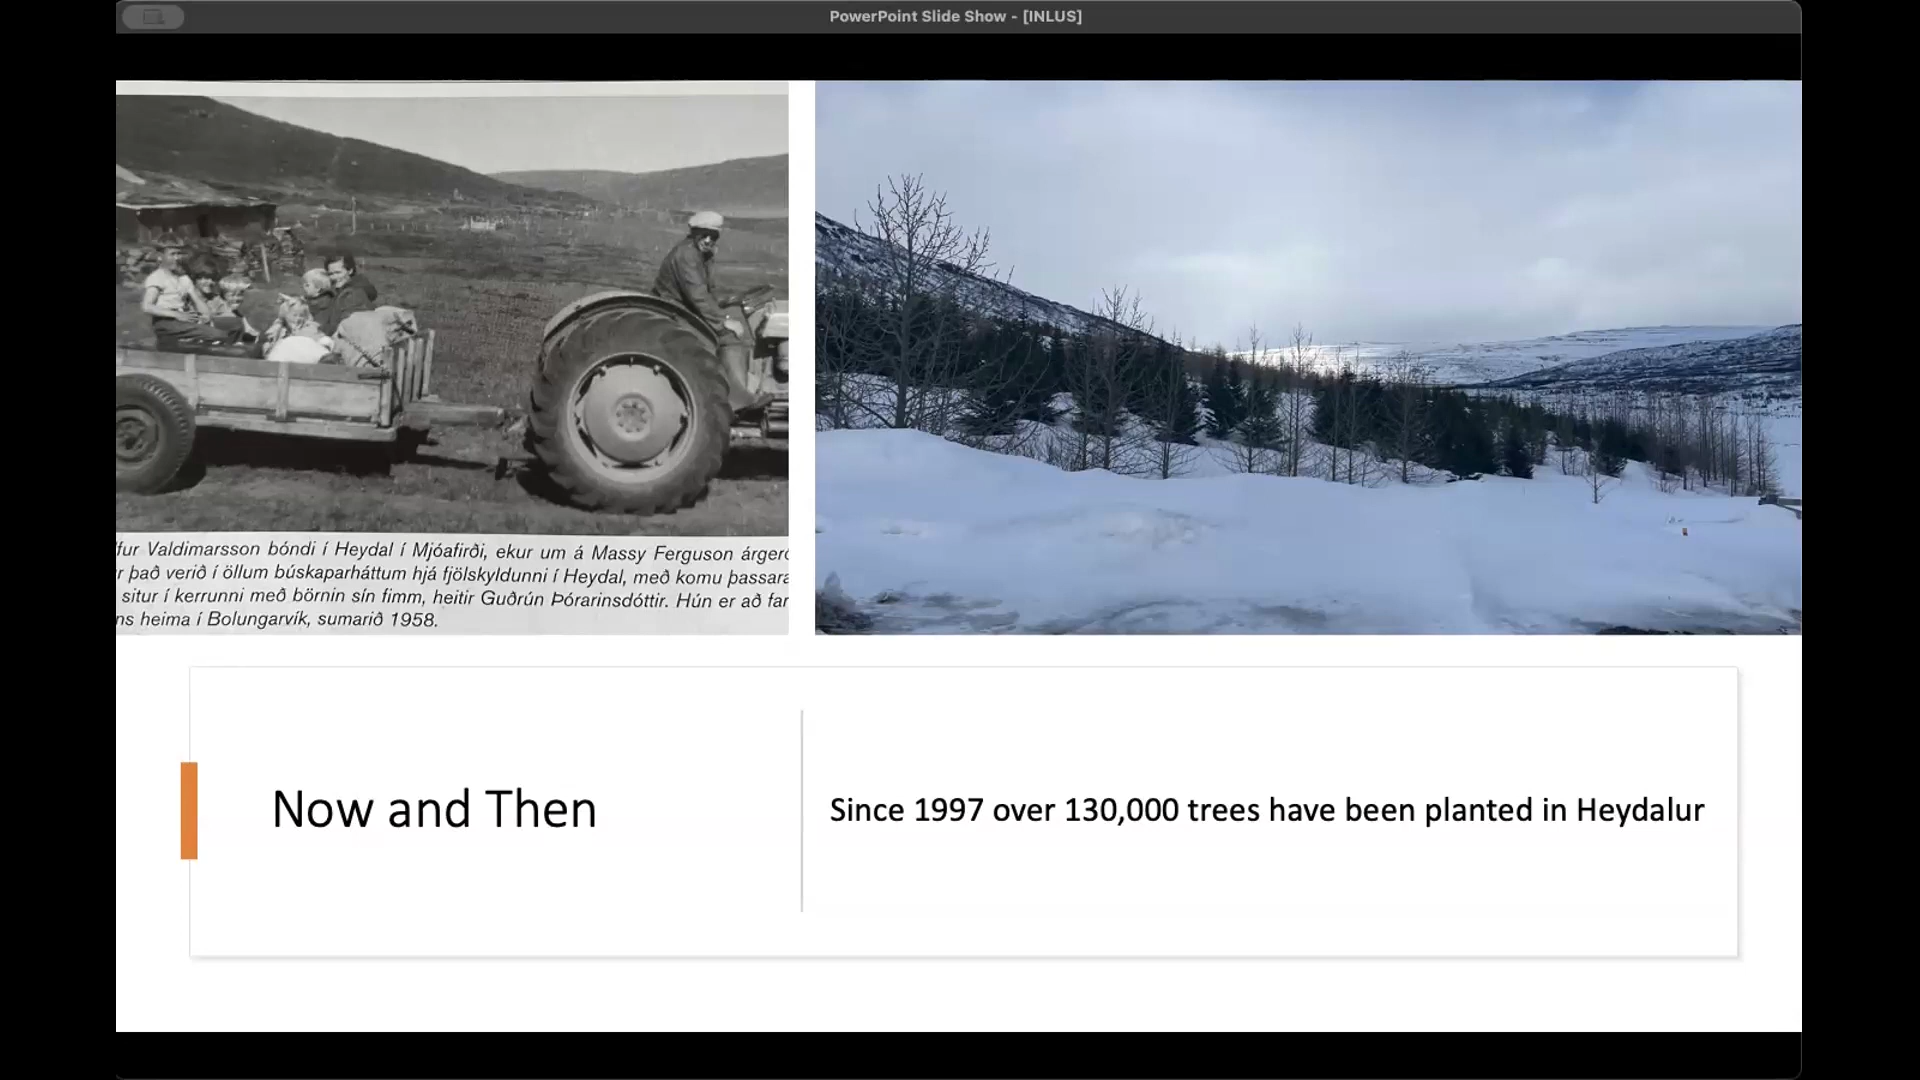 PowerPoint Slide Show - [INLUS]
fur Valdimarsson bóndi í Heydal í Mjóafirði, ekur um á Massy Ferguson árgerð
r það verið í öllum búskaparháttum hjá fjölskyldunni í Heydal, með komu þassara
situr í kerrunni með börnin sín fimm, heitir Guðrún Þórarinsdóttir. Hún er að far
ns heima í Bolungarvík, sumarið 1958.
Now and Then
Since 1997 over 130,000 trees have been planted in Heydalur